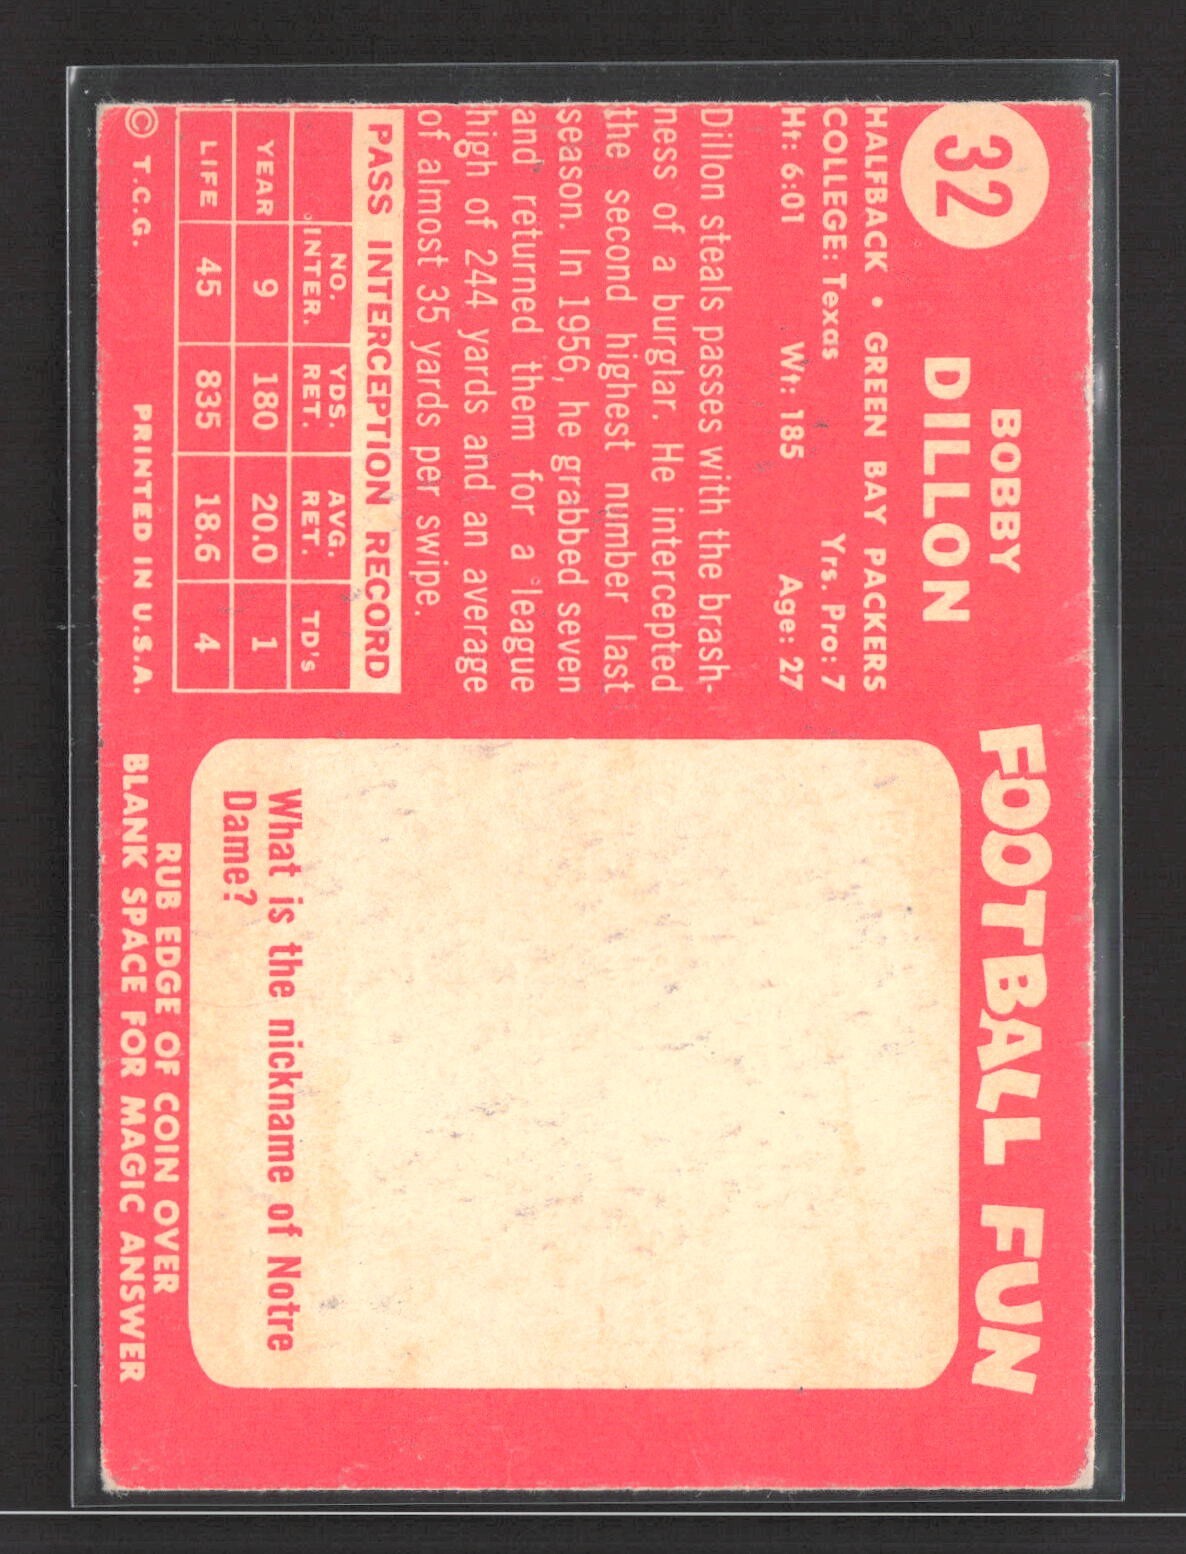 32
BOBBY
DILLON
HALFBACK • GREEN BAY PACKERS
COLLEGE: Texas Yrs. Pro: 7
Ht: 6:01 Wt: 185 Age: 27
Dillon steals passes with the brash-
ness of a burglar. He intercepted
the second highest number last
season. In 1956, he grabbed seven
and returned them for a league
high of 244 yards and an average
of almost 35 yards per swipe.
PASS INTERCEPTION RECORD
NO. INTER. YDS. RET. AVG. RET. TD's
YEAR 9 180 20.0 1
LIFE 45 835 18.6 4
© T.C.G. PRINTED IN U.S.A.
FOOTBALL FUN
What is the nickname of Notre
Dame?
RUB EDGE OF COIN OVER
BLANK SPACE FOR MAGIC ANSWER